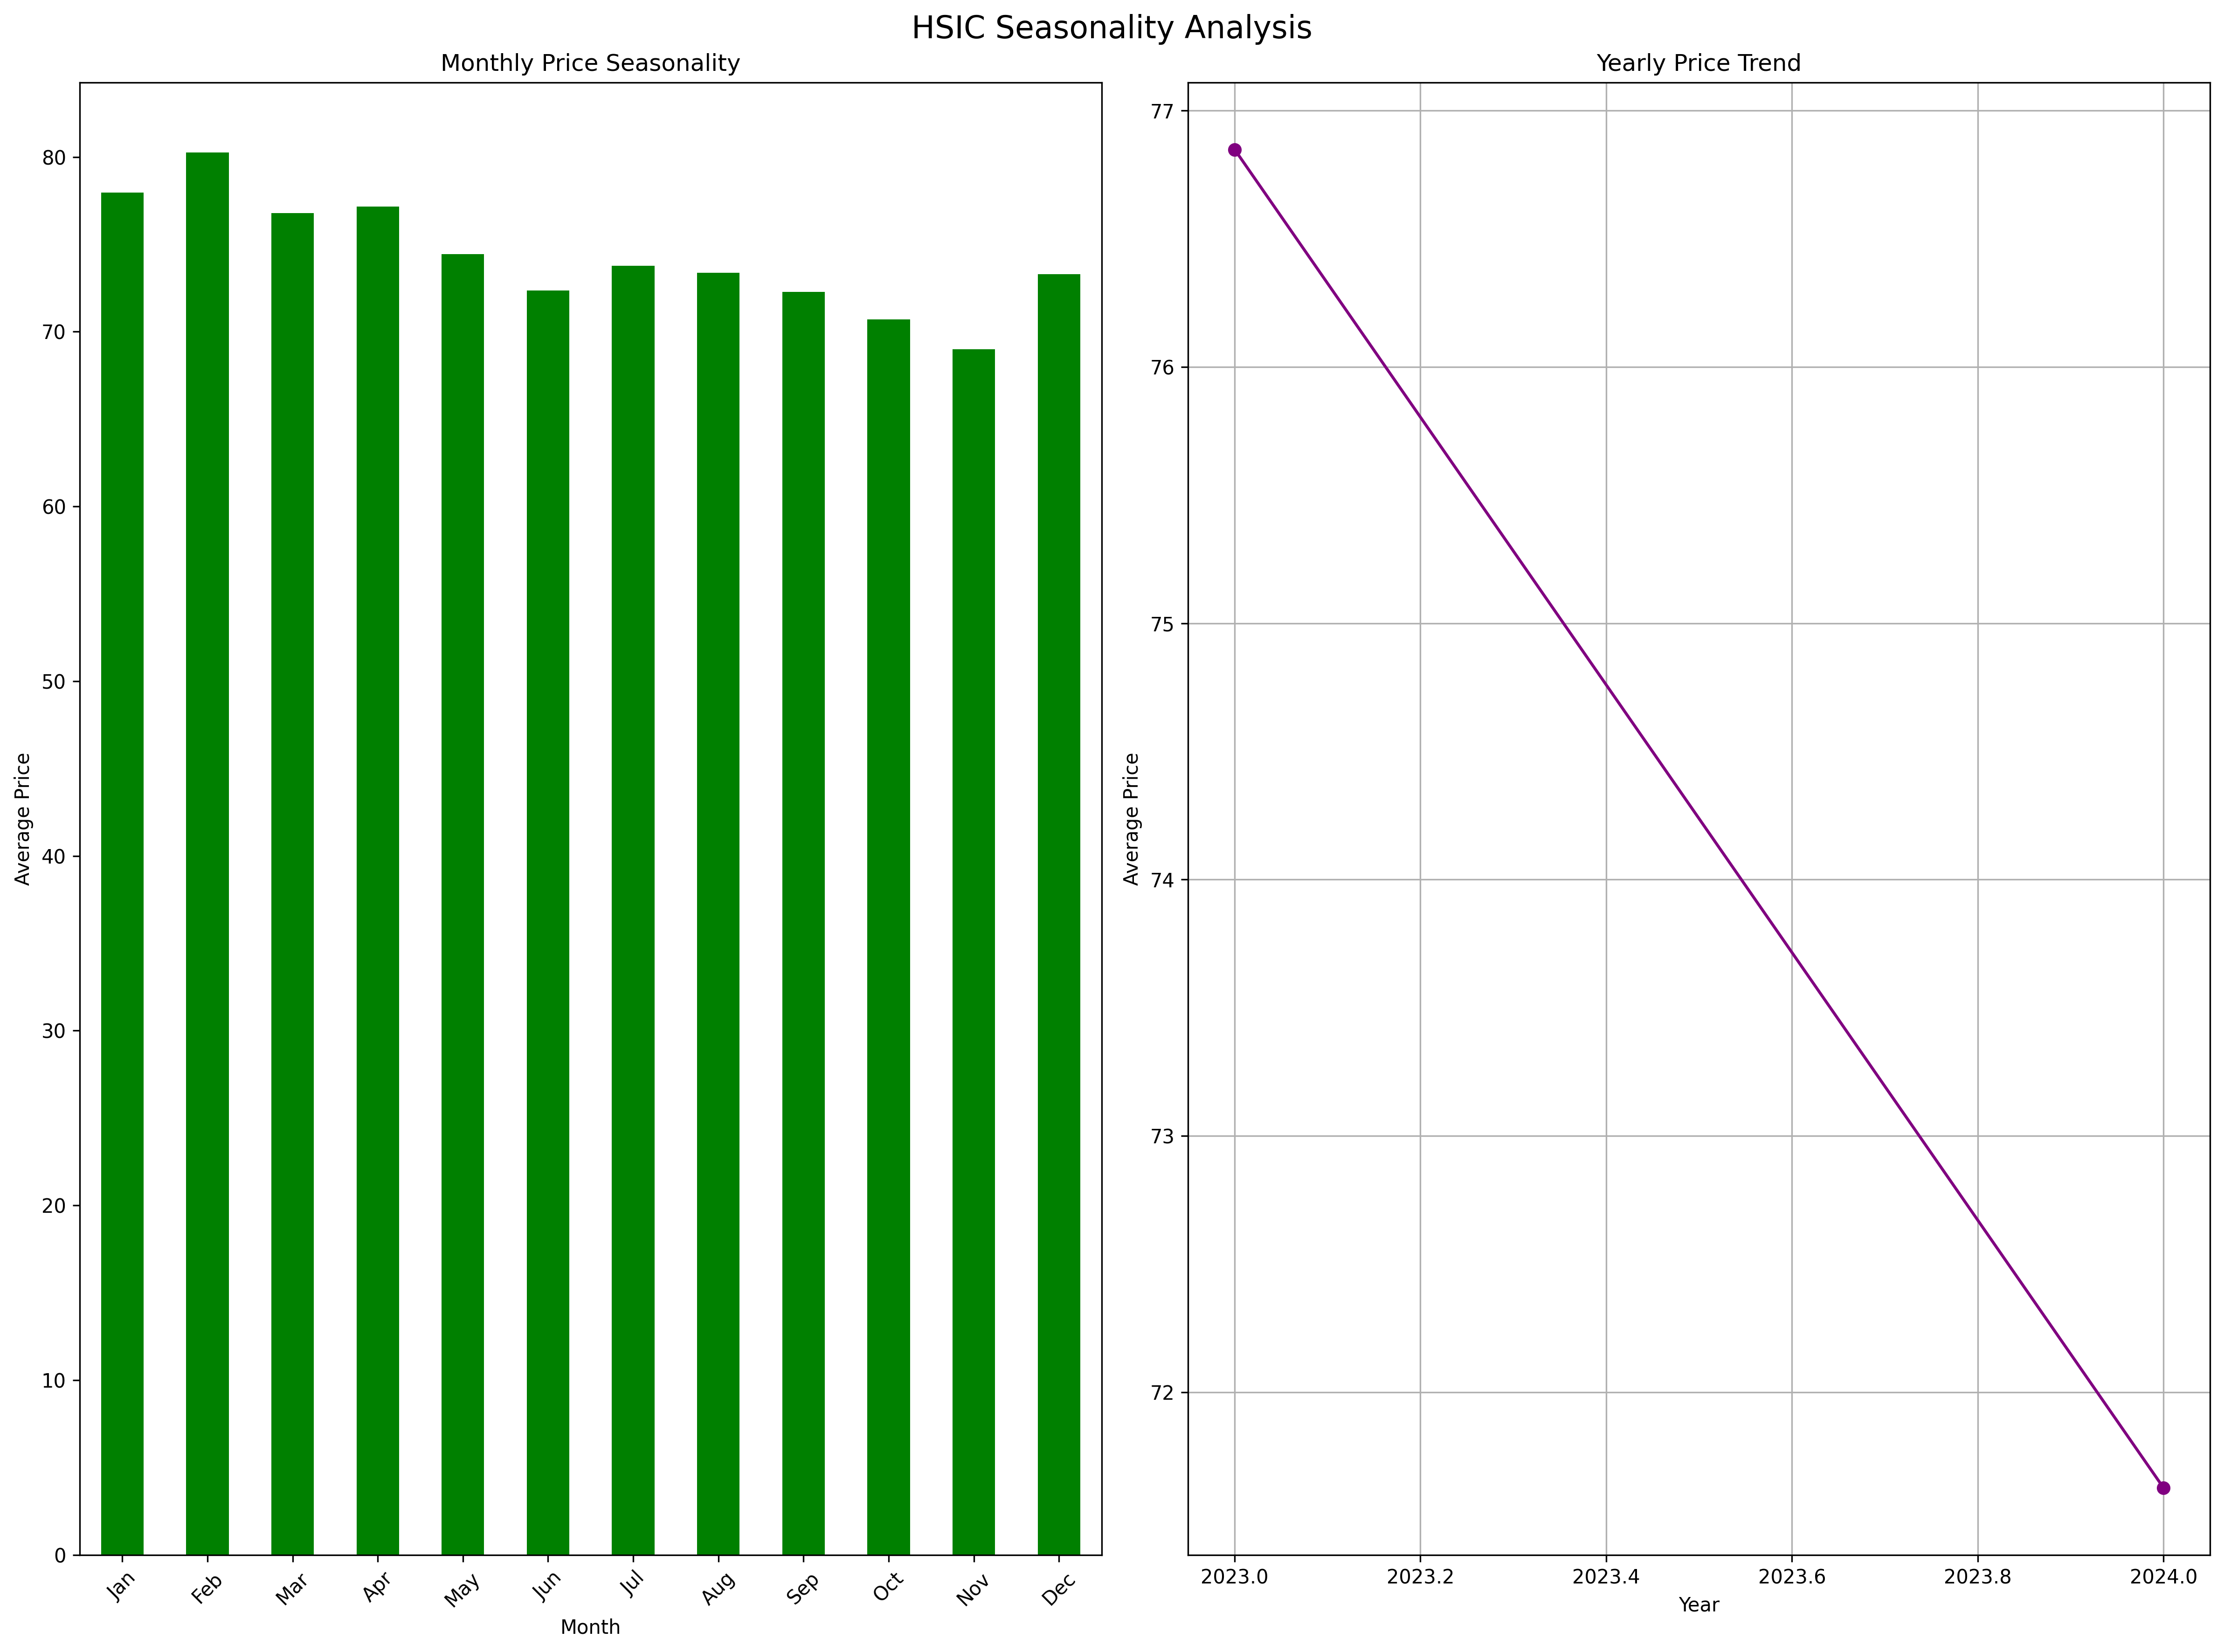 HSIC Seasonality Analysis
Monthly Price Seasonality
80
70
60
50
40
30
20
10
0
Average Price
Jan
Feb
Mar
Apr
May
Jun
Jul
Aug
Sep
Oct
Nov
Dec
Month
Yearly Price Trend
77
76
75
74
73
72
Average Price
2023.0
2023.2
2023.4
2023.6
2023.8
2024.0
Year